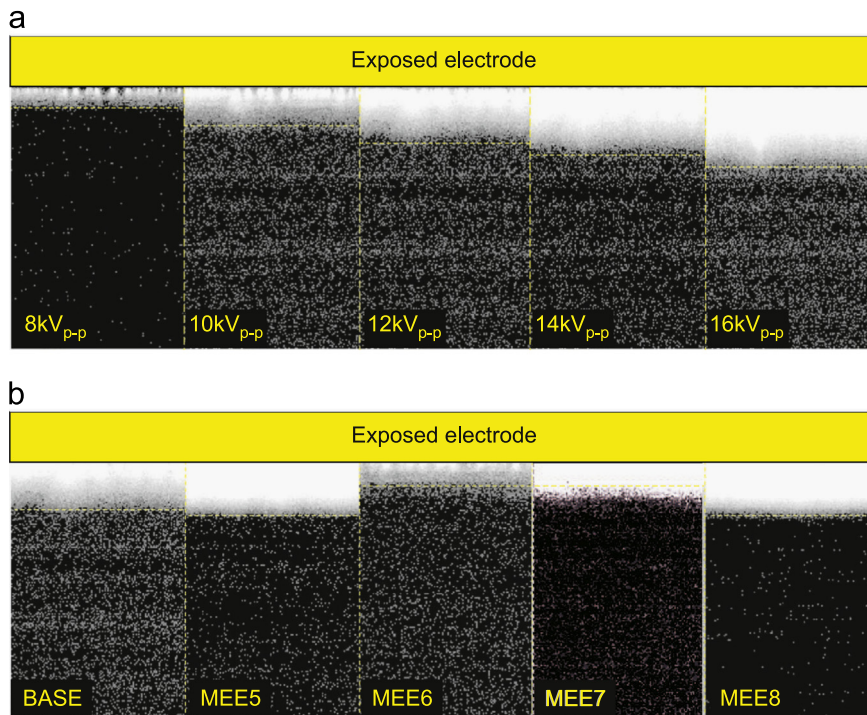 a
Exposed electrode
8kVp-p
10kVp-p
12kVp-p
14kVp-p
16kVp-p
b
Exposed electrode
BASE
MEE5
MEE6
MEE7
MEE8